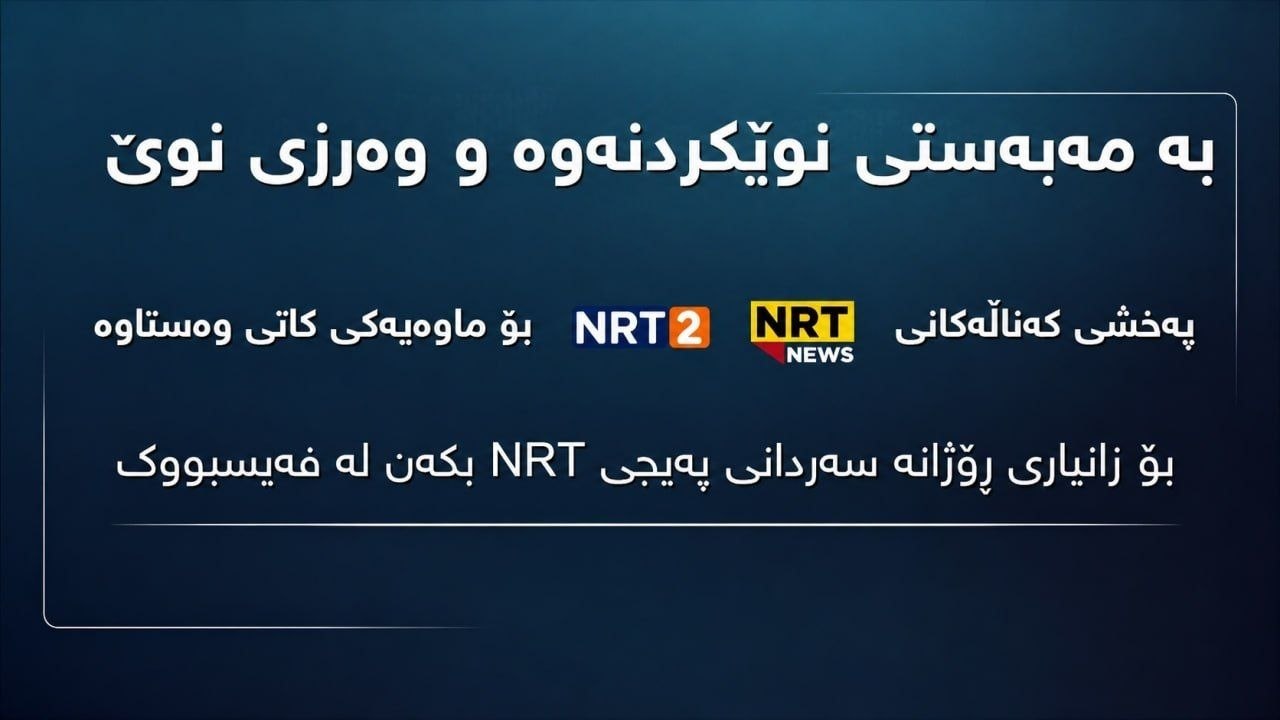 بە مەبەستی نوێکردنەوە و وەرزی نوێ
پەخشی کەناڵەکانی NRT NEWS NRT2 بۆ ماوەیەکی کاتی وەستاوە
بۆ زانیاری ڕۆژانە سەردانی پەیجی NRT بکەن لە فەیسبووک